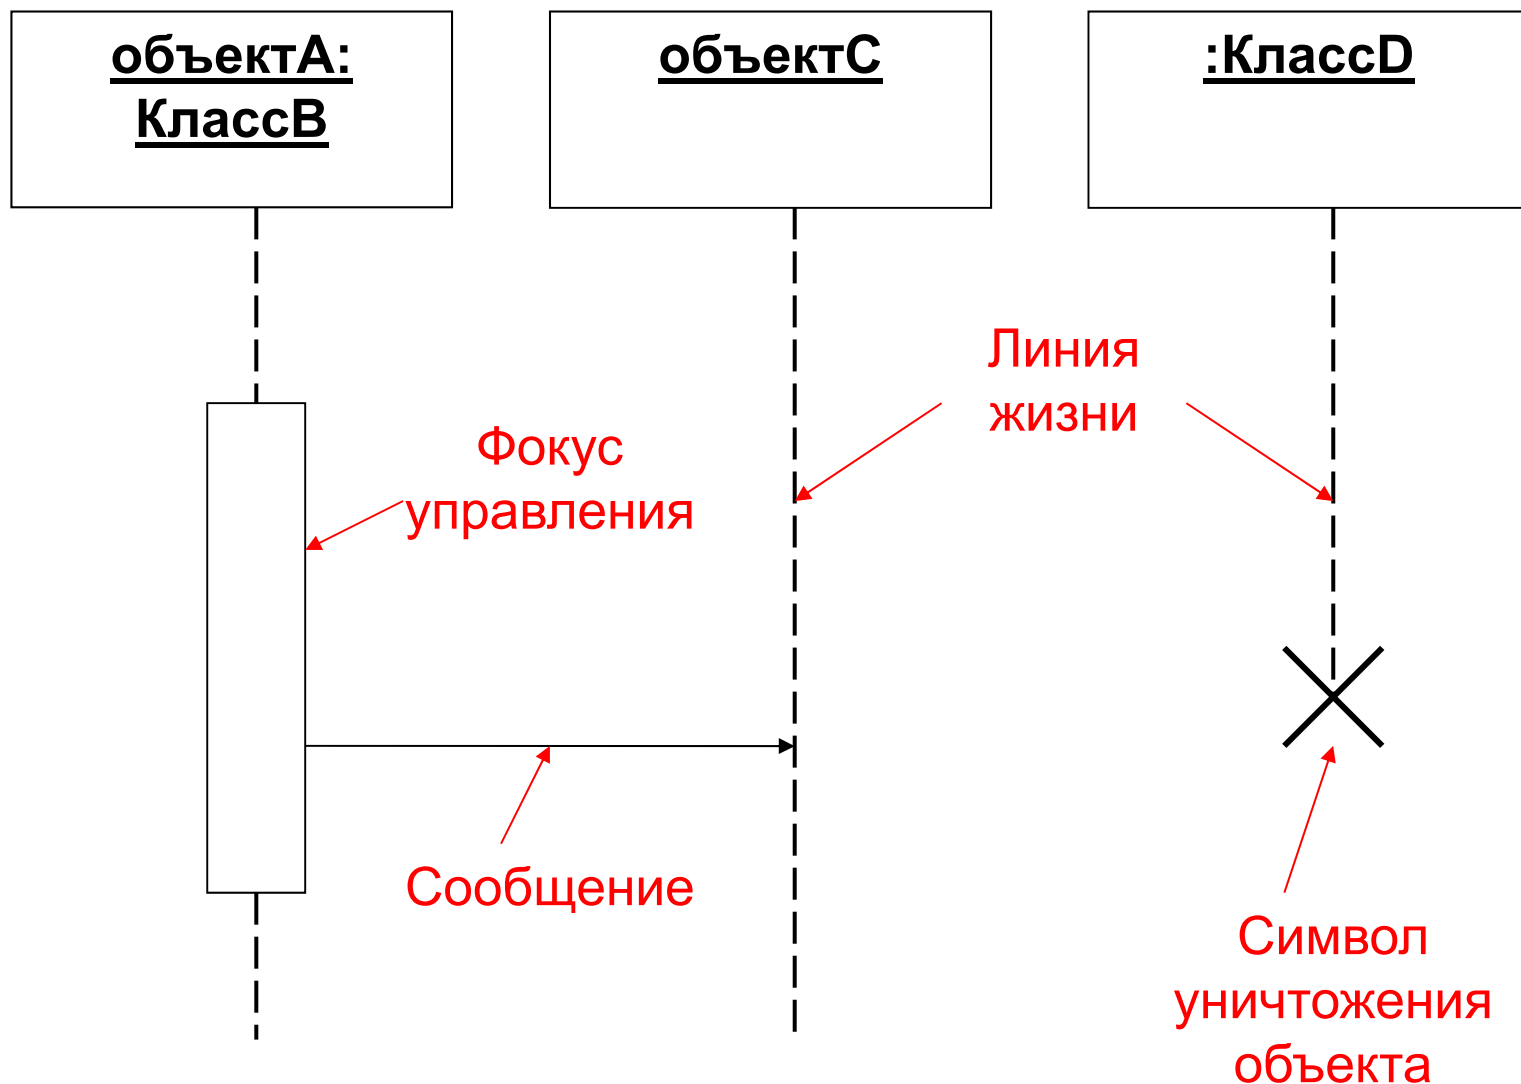 объектА:
КлассВ
объектС
:КлассD
Линия
жизни
Фокус
управления
Сообщение
Символ
уничтожения
объекта